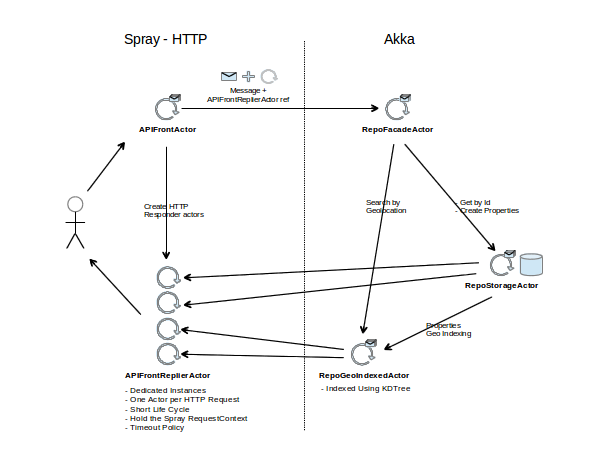 Spray - HTTP
Akka
Message +
APIFrontReplierActor ref
APIFrontActor
RepoFacadeActor
Create HTTP
Responder actors
Search by
Geolocation
- Get by Id
- Create Properties
RepoStorageActor
Properties
Geo Indexing
APIFrontReplierActor
RepoGeoIndexedActor
- Dedicated Instances
- One Actor per HTTP Request
- Short Life Cycle
- Hold the Spray RequestContext
- Timeout Policy
- Indexed Using KDTree